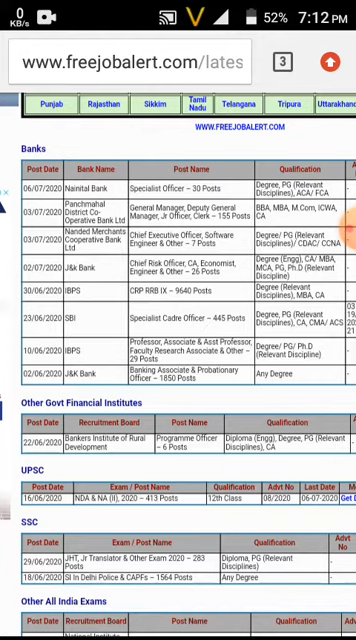 0
KB/s
52%
7:12 PM
www.freejobalert.com/lates
3
Punjab Rajasthan Sikkim Tamil Nadu Telangana Tripura Uttarakhan
WWW.FREEJOBALERT.COM
Banks
Post Date Bank Name Post Name Qualification A
06/07/2020 Nainital Bank Specialist Officer – 30 Posts Degree, PG (Relevant Disciplines), ACA/ FCA -
03/07/2020 Panchmahal District Co-Operative Bank Ltd General Manager, Deputy General Manager, Jr Officer, Clerk – 155 Posts BBA, MBA, M.Com, ICWA, CA -
03/07/2020 Nanded Merchants Cooperative Bank Ltd Chief Executive Officer, Software Engineer & Other – 7 Posts Degree/ PG (Relevant Disciplines)/ CDAC/ CCNA
02/07/2020 J&k Bank Chief Risk Officer, CA, Economist, Engineer & Other – 26 Posts Degree (Engg), CA/ MBA, MCA, PG, Ph.D (Relevant Discipline) -
30/06/2020 IBPS CRP RRB IX – 9640 Posts Degree (Relevant Disciplines), MBA, CA -
23/06/2020 SBI Specialist Cadre Officer – 445 Posts Degree, PG (Relevant Disciplines), CA, CMA/ ACS 03 19 20 21
10/06/2020 IBPS Professor, Associate & Asst Professor, Faculty Research Associate & Other – 29 Posts Degree/ PG/ Ph.D (Relevant Discipline) -
02/06/2020 J&K Bank Banking Associate & Probationary Officer – 1850 Posts Any Degree -
Other Govt Financial Institutes
Post Date Recruitment Board Post Name Qualification A
22/06/2020 Bankers Institute of Rural Development Programme Officer – 6 Posts Diploma (Engg), Degree, PG (Relevant Disciplines), CA -
UPSC
Post Date Exam / Post Name Qualification Advt No Last Date Mo
16/06/2020 NDA & NA (II), 2020 – 413 Posts 12th Class 08/2020 06-07-2020 Get D
SSC
Post Date Exam / Post Name Qualification Advt No
29/06/2020 JHT, Jr Translator & Other Exam 2020 – 283 Posts Diploma, PG (Relevant Disciplines) -
18/06/2020 SI In Delhi Police & CAPFs – 1564 Posts Any Degree -
Other All India Exams
Post Date Recruitment Board Post Name Qualification Advt